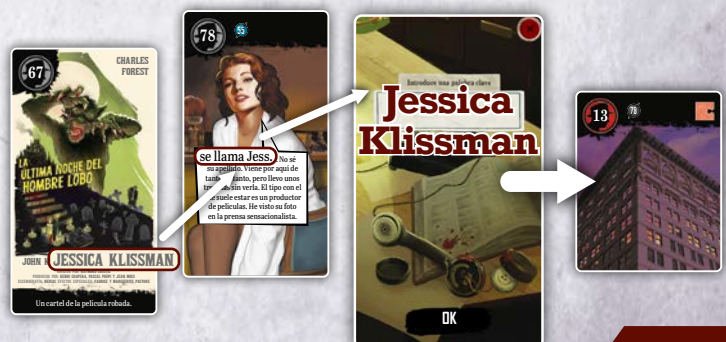 67
CHARLES
FOREST
LA
ÚLTIMA NOCHE DEL
HOMBRE LOBO
JOHN
JESSICA KLISSMAN
Un cartel de la película robada.
78
55
se llama Jess. No sé
su apellido. Viene por aquí de
tanto en tanto, pero llevo unos
sin verla. El tipo con el
suele estar es un productor
de películas. He visto su foto
en la prensa sensacionalista.
Introduce una palabra clave
Jessica
Klissman
OK
13
78